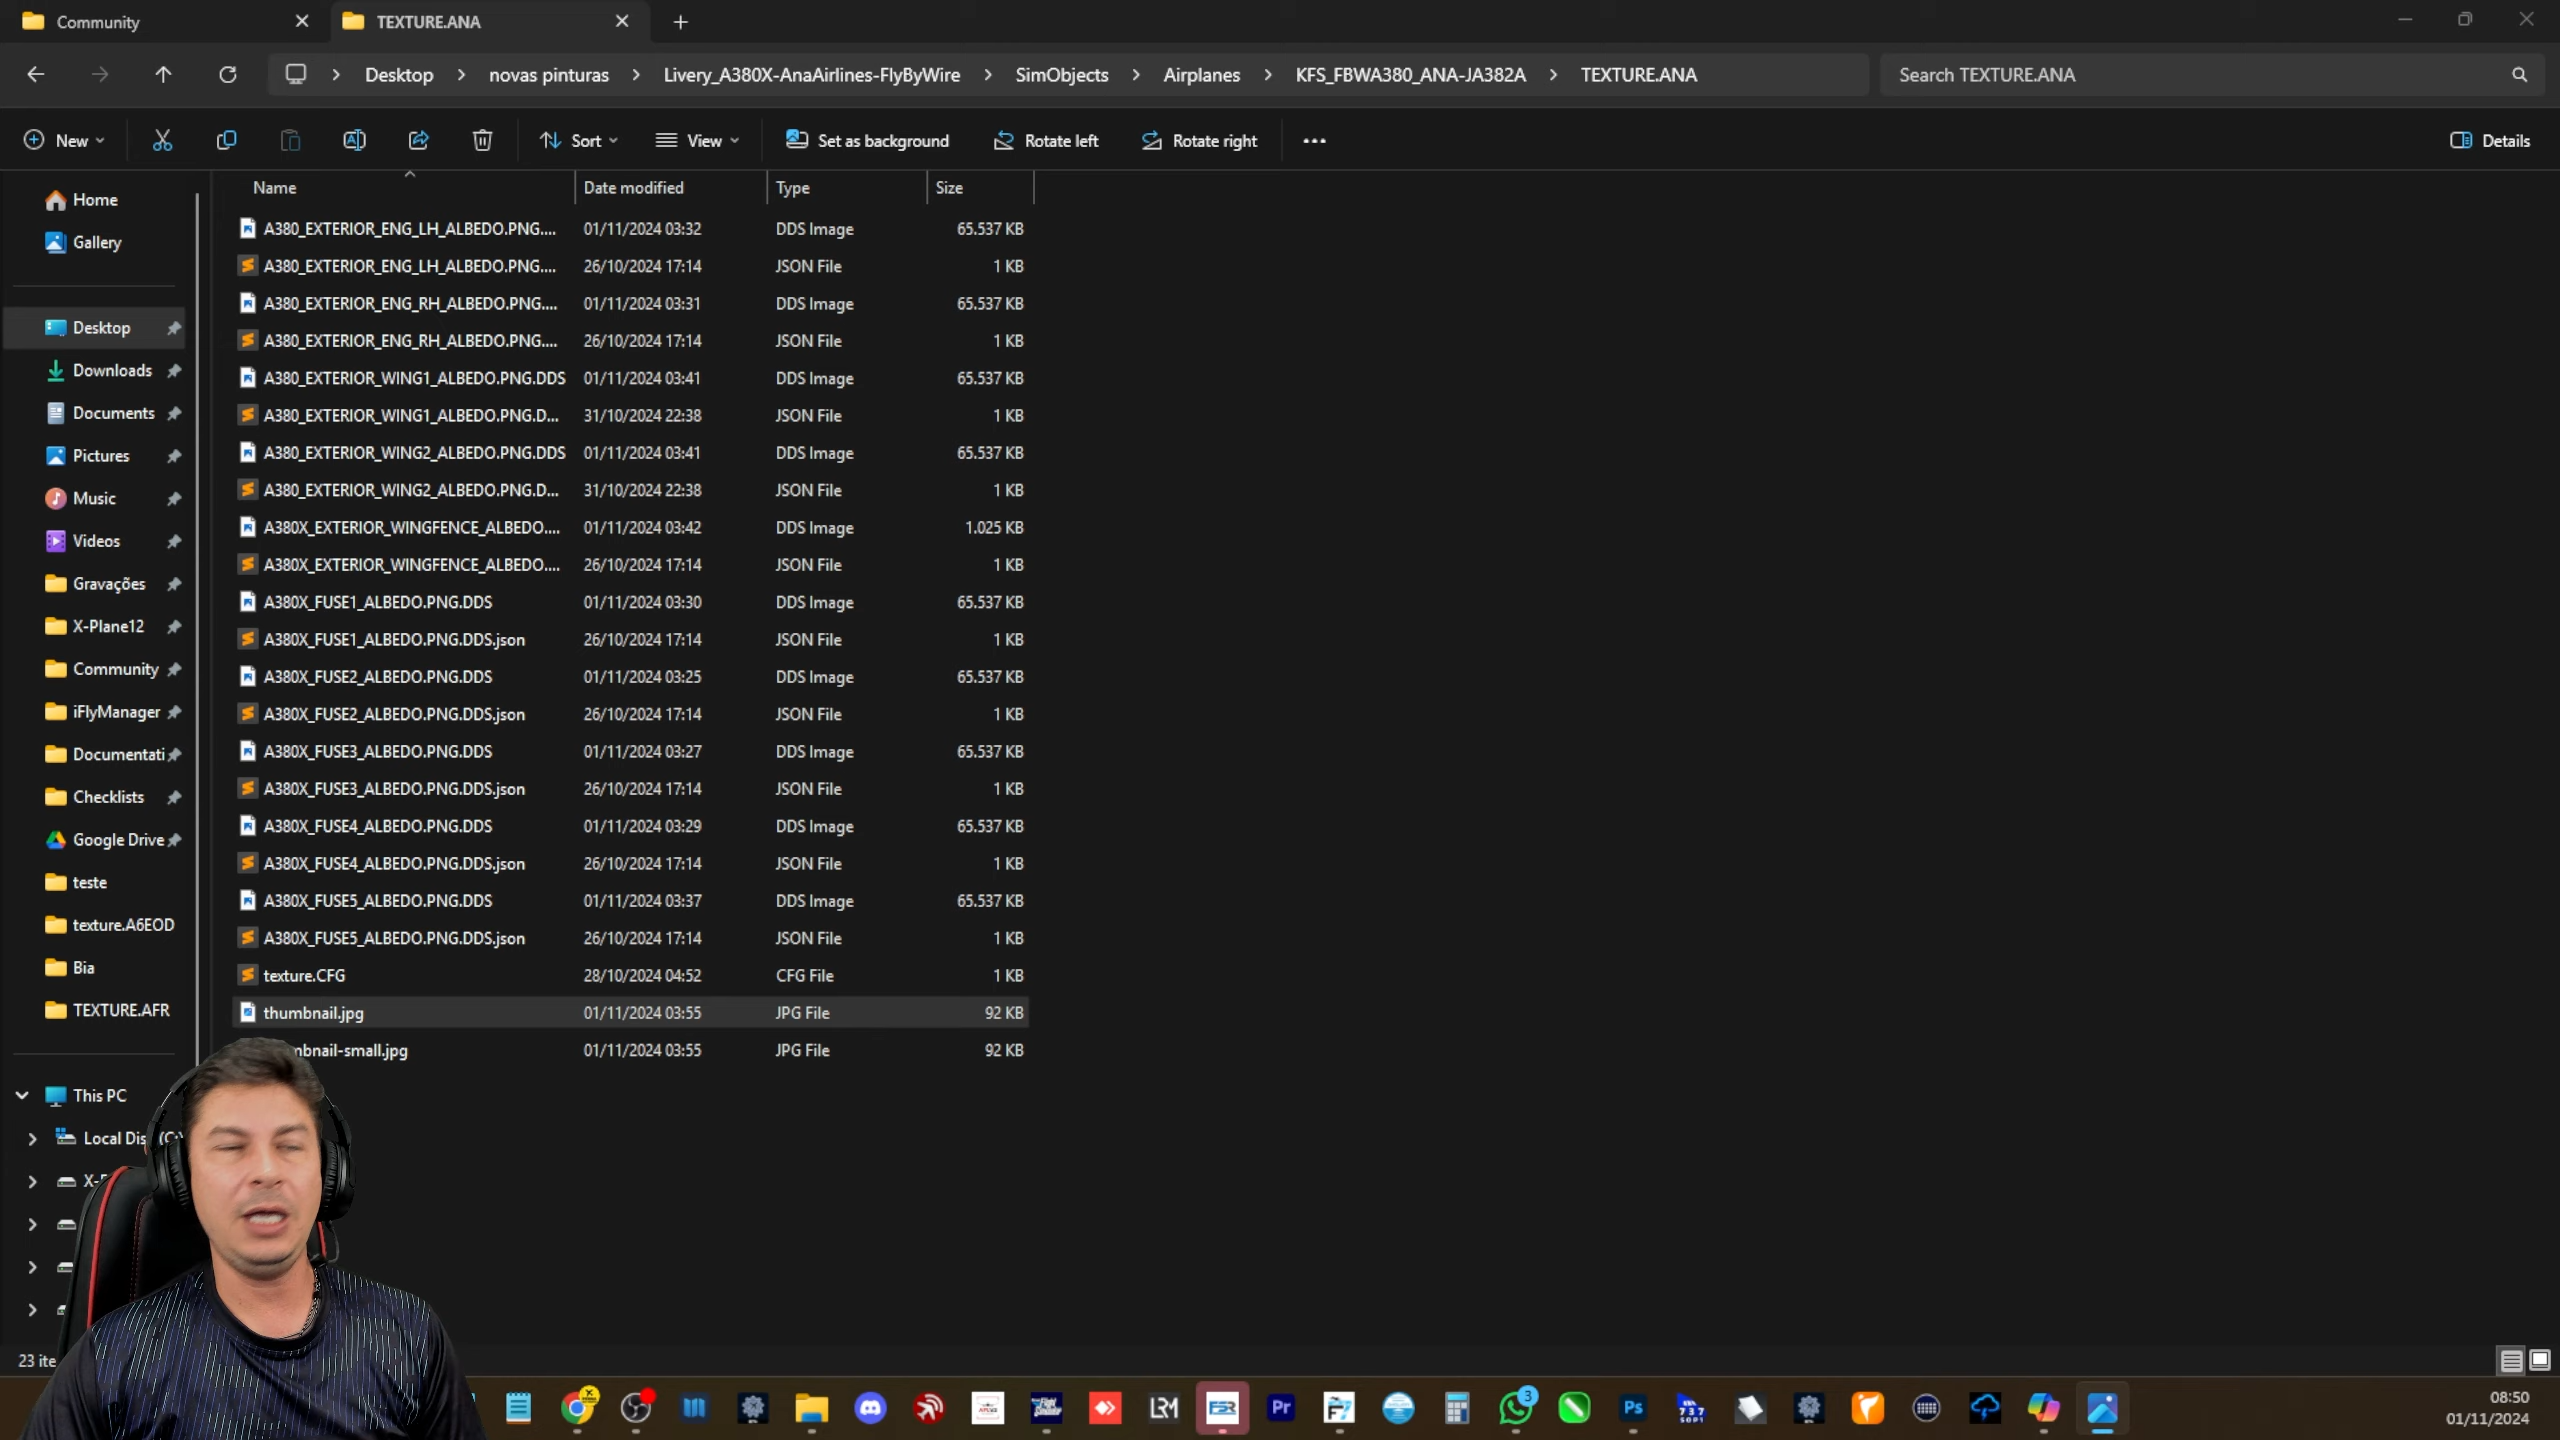 Community
TEXTURE.ANA
Desktop
novas pinturas
Livery_A380X-AnaAirlines-FlyByWire
SimObjects
Airplanes
KFS_FBWA380_ANA-JA382A
TEXTURE.ANA
Search TEXTURE.ANA
New
Sort
View
Set as background
Rotate left
Rotate right
Details
Name Date modified Type Size
A380_EXTERIOR_ENG_LH_ALBEDO.PNG.... 01/11/2024 03:32 DDS Image 65.537 KB
A380_EXTERIOR_ENG_LH_ALBEDO.PNG.... 26/10/2024 17:14 JSON File 1 KB
A380_EXTERIOR_ENG_RH_ALBEDO.PNG.... 01/11/2024 03:31 DDS Image 65.537 KB
A380_EXTERIOR_ENG_RH_ALBEDO.PNG.... 26/10/2024 17:14 JSON File 1 KB
A380_EXTERIOR_WING1_ALBEDO.PNG.DDS 01/11/2024 03:41 DDS Image 65.537 KB
A380_EXTERIOR_WING1_ALBEDO.PNG.D... 31/10/2024 22:38 JSON File 1 KB
A380_EXTERIOR_WING2_ALBEDO.PNG.DDS 01/11/2024 03:41 DDS Image 65.537 KB
A380_EXTERIOR_WING2_ALBEDO.PNG.D... 31/10/2024 22:38 JSON File 1 KB
A380X_EXTERIOR_WINGFENCE_ALBEDO.... 01/11/2024 03:42 DDS Image 1.025 KB
A380X_EXTERIOR_WINGFENCE_ALBEDO.... 26/10/2024 17:14 JSON File 1 KB
A380X_FUSE1_ALBEDO.PNG.DDS 01/11/2024 03:30 DDS Image 65.537 KB
A380X_FUSE1_ALBEDO.PNG.DDS.json 26/10/2024 17:14 JSON File 1 KB
A380X_FUSE2_ALBEDO.PNG.DDS 01/11/2024 03:25 DDS Image 65.537 KB
A380X_FUSE2_ALBEDO.PNG.DDS.json 26/10/2024 17:14 JSON File 1 KB
A380X_FUSE3_ALBEDO.PNG.DDS 01/11/2024 03:27 DDS Image 65.537 KB
A380X_FUSE3_ALBEDO.PNG.DDS.json 26/10/2024 17:14 JSON File 1 KB
A380X_FUSE4_ALBEDO.PNG.DDS 01/11/2024 03:29 DDS Image 65.537 KB
A380X_FUSE4_ALBEDO.PNG.DDS.json 26/10/2024 17:14 JSON File 1 KB
A380X_FUSE5_ALBEDO.PNG.DDS 01/11/2024 03:37 DDS Image 65.537 KB
A380X_FUSE5_ALBEDO.PNG.DDS.json 26/10/2024 17:14 JSON File 1 KB
texture.CFG 28/10/2024 04:52 CFG File 1 KB
thumbnail.jpg 01/11/2024 03:55 JPG File 92 KB
mbnail-small.jpg 01/11/2024 03:55 JPG File 92 KB
Home
Gallery
Desktop
Downloads
Documents
Pictures
Music
Videos
Gravações
X-Plane12
Community
iFlyManager
Documentati
Checklists
Google Drive
teste
texture.A6EOD
Bia
TEXTURE.AFR
This PC
Local Dis (C:)
23 ite
LRM
FSR
Pr
3
Ps
737
08:50
01/11/2024